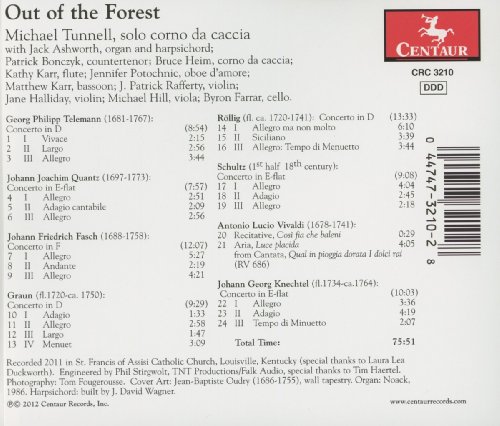 Out of the Forest
Michael Tunnell, solo corno da caccia
with Jack Ashworth, organ and harpsichord;
Patrick Bonczyk, countertenor; Bruce Heim, corno da caccia;
Kathy Karr, flute; Jennifer Potochnic, oboe d'amore;
Matthew Karr, bassoon; J. Patrick Rafferty, violin;
Jane Halliday, violin; Michael Hill, viola; Byron Farrar, cello.
CENTAUR
CRC 3210
DDD
0 44747-3210-2 8
Georg Philipp Telemann (1681-1767):
Concerto in D (8:54)
1 I Vivace 2:15
2 II Largo 2:56
3 III Allegro 3:44
Johann Joachim Quantz (1697-1773):
Concerto in E-flat (7:57)
4 I Allegro 2:51
5 II Adagio cantabile 2:09
6 III Allegro 2:56
Johann Friedrich Fasch (1688-1758):
Concerto in F (12:07)
7 I Allegro 5:27
8 II Andante 2:19
9 III Allegro 4:21
Graun (fl.1720-ca. 1750):
Concerto in D (9:29)
10 I Adagio 1:33
11 II Allegro 2:58
12 III Largo 1:41
13 IV Menuet 3:09
Röllig (fl. ca. 1720-1741): Concerto in D (13:33)
14 I Allegro ma non molto 6:10
15 II Siciliano 3:39
16 III Allegro: Tempo di Menuetto 3:44
Schultz (1st half 18th century):
Concerto in E-flat (9:08)
17 I Allegro 4:04
18 II Adagio 2:45
19 III Allegro 2:18
Antonio Lucio Vivaldi (1678-1741)
20 Recitative, Così fia che baleni 0:29
21 Aria, Luce placida 4:05
from Cantata, Qual in pioggia dorata I dolci rai
(RV 686)
Johann Georg Knechtel (fl.1734-ca.1764):
Concerto in E-flat (10:03)
22 I Allegro 3:36
23 II Adagio 4:19
24 III Tempo di Minuetto 2:07
Total Time: 75:51
Recorded 2011 in St. Francis of Assisi Catholic Church, Louisville, Kentucky (special thanks to Laura Lea
Duckworth). Engineered by Phil Stirgwolt, TNT Productions/Falk Audio, special thanks to Tim Haertel.
Photography: Tom Fougerousse. Cover Art: Jean-Baptiste Oudry (1686-1755), wall tapestry. Organ: Noack,
1986. Harpsichord: built by J. David Wagner.
℗© 2012 Centaur Records, Inc.
www.centaurrecords.com